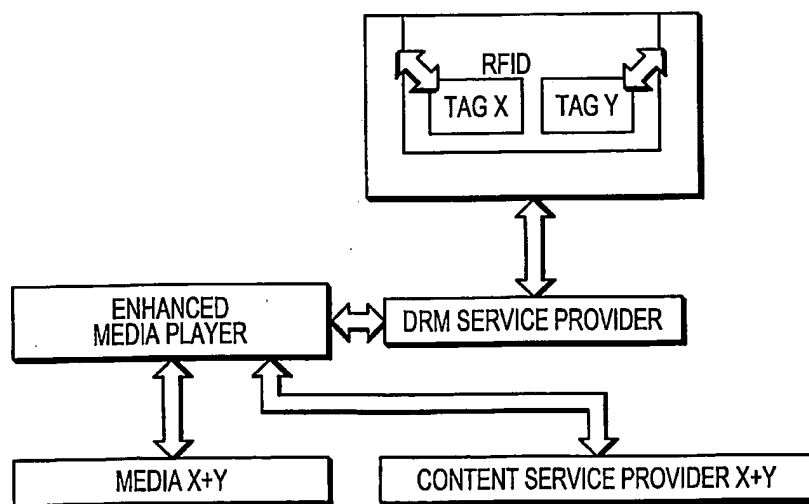 RFID
TAG X
TAG Y
ENHANCED
MEDIA PLAYER
DRM SERVICE PROVIDER
MEDIA X+Y
CONTENT SERVICE PROVIDER X+Y